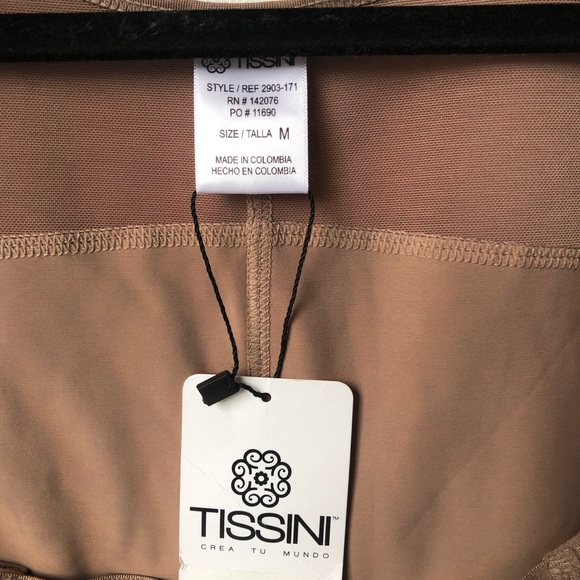 TISSINI
STYLE / REF 2903-171
RN # 142076
PO # 11690
SIZE / TALLA M
MADE IN COLOMBIA
HECHO EN COLOMBIA
TISSINI™
CREA TU MUNDO